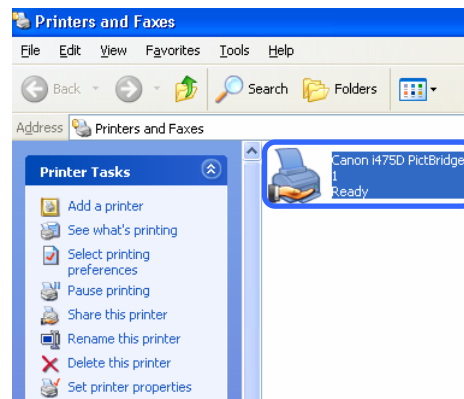 Printers and Faxes
File Edit View Favorites Tools Help
Back Search Folders
Address Printers and Faxes
Printer Tasks
Add a printer
See what's printing
Select printing
preferences
Pause printing
Share this printer
Rename this printer
Delete this printer
Set printer properties
Canon i475D PictBridge
1
Ready